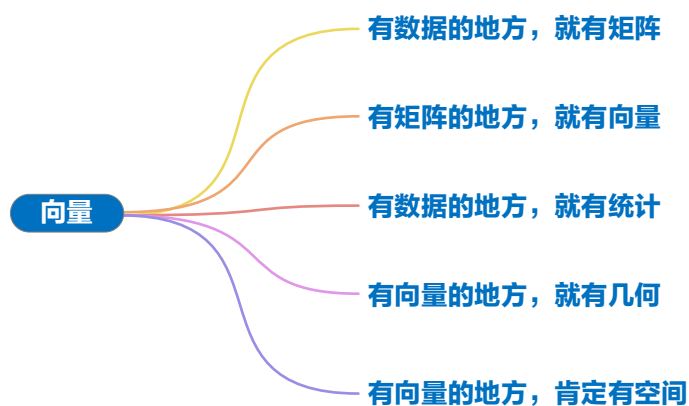 向量
有数据的地方，就有矩阵
有矩阵的地方，就有向量
有数据的地方，就有统计
有向量的地方，就有几何
有向量的地方，肯定有空间